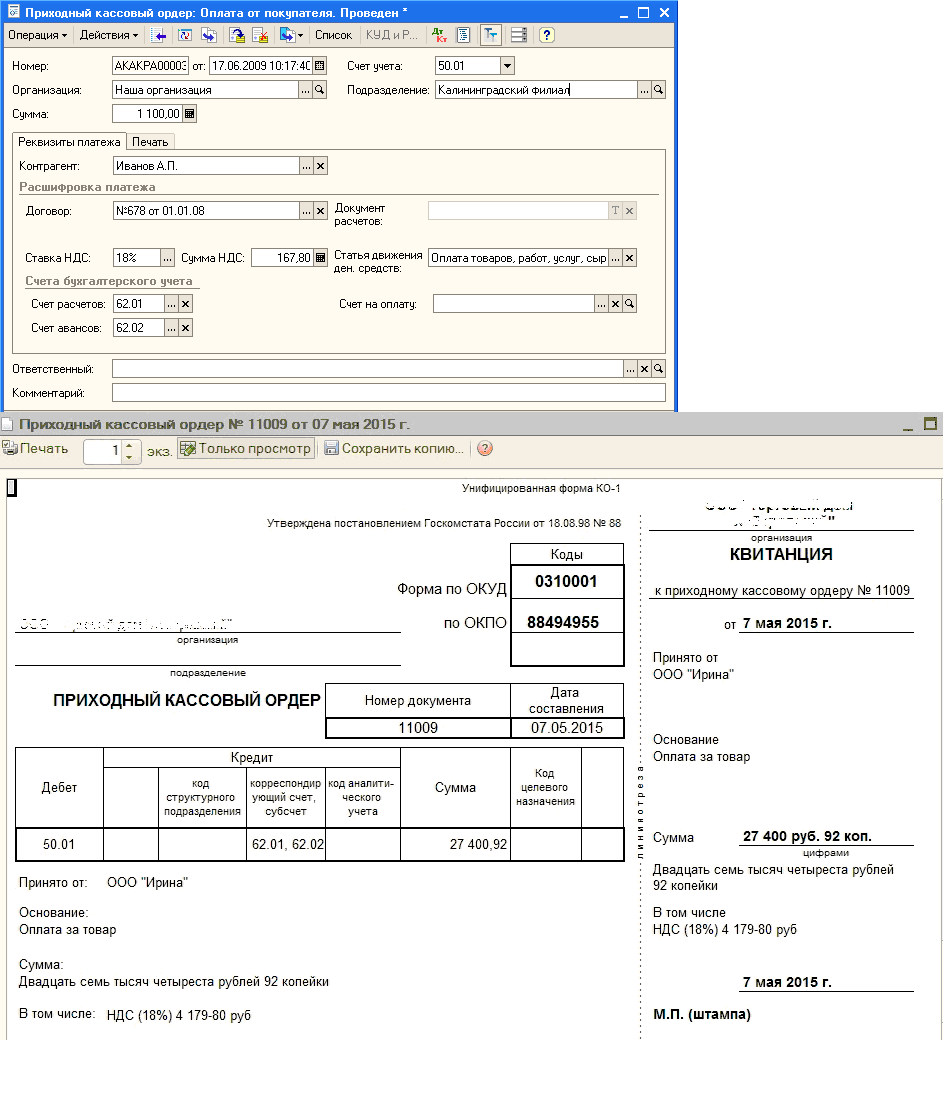 Приходный кассовый ордер: Оплата от покупателя. Проведен *
Операция Действия Список КУД и Р... Дт Кт ?
Номер: АКАКРА00003 от: 17.06.2009 10:17:40 Счет учета: 50.01
Организация: Наша организация ... Подразделение: Калининградский филиал ...
Сумма: 1 100,00
Реквизиты платежа Печать
Контрагент: Иванов А.П. ... ×
Расшифровка платежа
Договор: №678 от 01.01.08 ... × Документ расчетов: T ×
Ставка НДС: 18% ... Сумма НДС: 167,80 Статья движения ден. средств: Оплата товаров, работ, услуг, сыр ... ×
Счета бухгалтерского учета
Счет расчетов: 62.01 ... × Счет на оплату: ... ×
Счет авансов: 62.02 ... ×
Ответственный: ... ×
Комментарий:
Приходный кассовый ордер № 11009 от 07 мая 2015 г.
Печать 1 экз. Только просмотр Сохранить копию... ?
Унифицированная форма КО-1
Утверждена постановлением Госкомстата России от 18.08.98 № 88
Коды
Форма по ОКУД 0310001
по ОКПО 88494955
ООО
организация
подразделение
ПРИХОДНЫЙ КАССОВЫЙ ОРДЕР
Номер документа Дата составления
11009 07.05.2015
Дебет Кредит Сумма Код целевого назначения
код структурного подразделения корреспондирующий счет, субсчет код аналити-ческого учета
50.01 62.01, 62.02 27 400,92
Принято от: ООО "Ирина"
Основание:
Оплата за товар
Сумма:
Двадцать семь тысяч четыреста рублей 92 копейки
В том числе: НДС (18%) 4 179-80 руб
линия отреза
организация
КВИТАНЦИЯ
к приходному кассовому ордеру № 11009
от 7 мая 2015 г.
Принято от
ООО "Ирина"
Основание
Оплата за товар
Сумма 27 400 руб. 92 коп.
цифрами
Двадцать семь тысяч четыреста рублей
92 копейки
В том числе
НДС (18%) 4 179-80 руб
7 мая 2015 г.
М.П. (штампа)